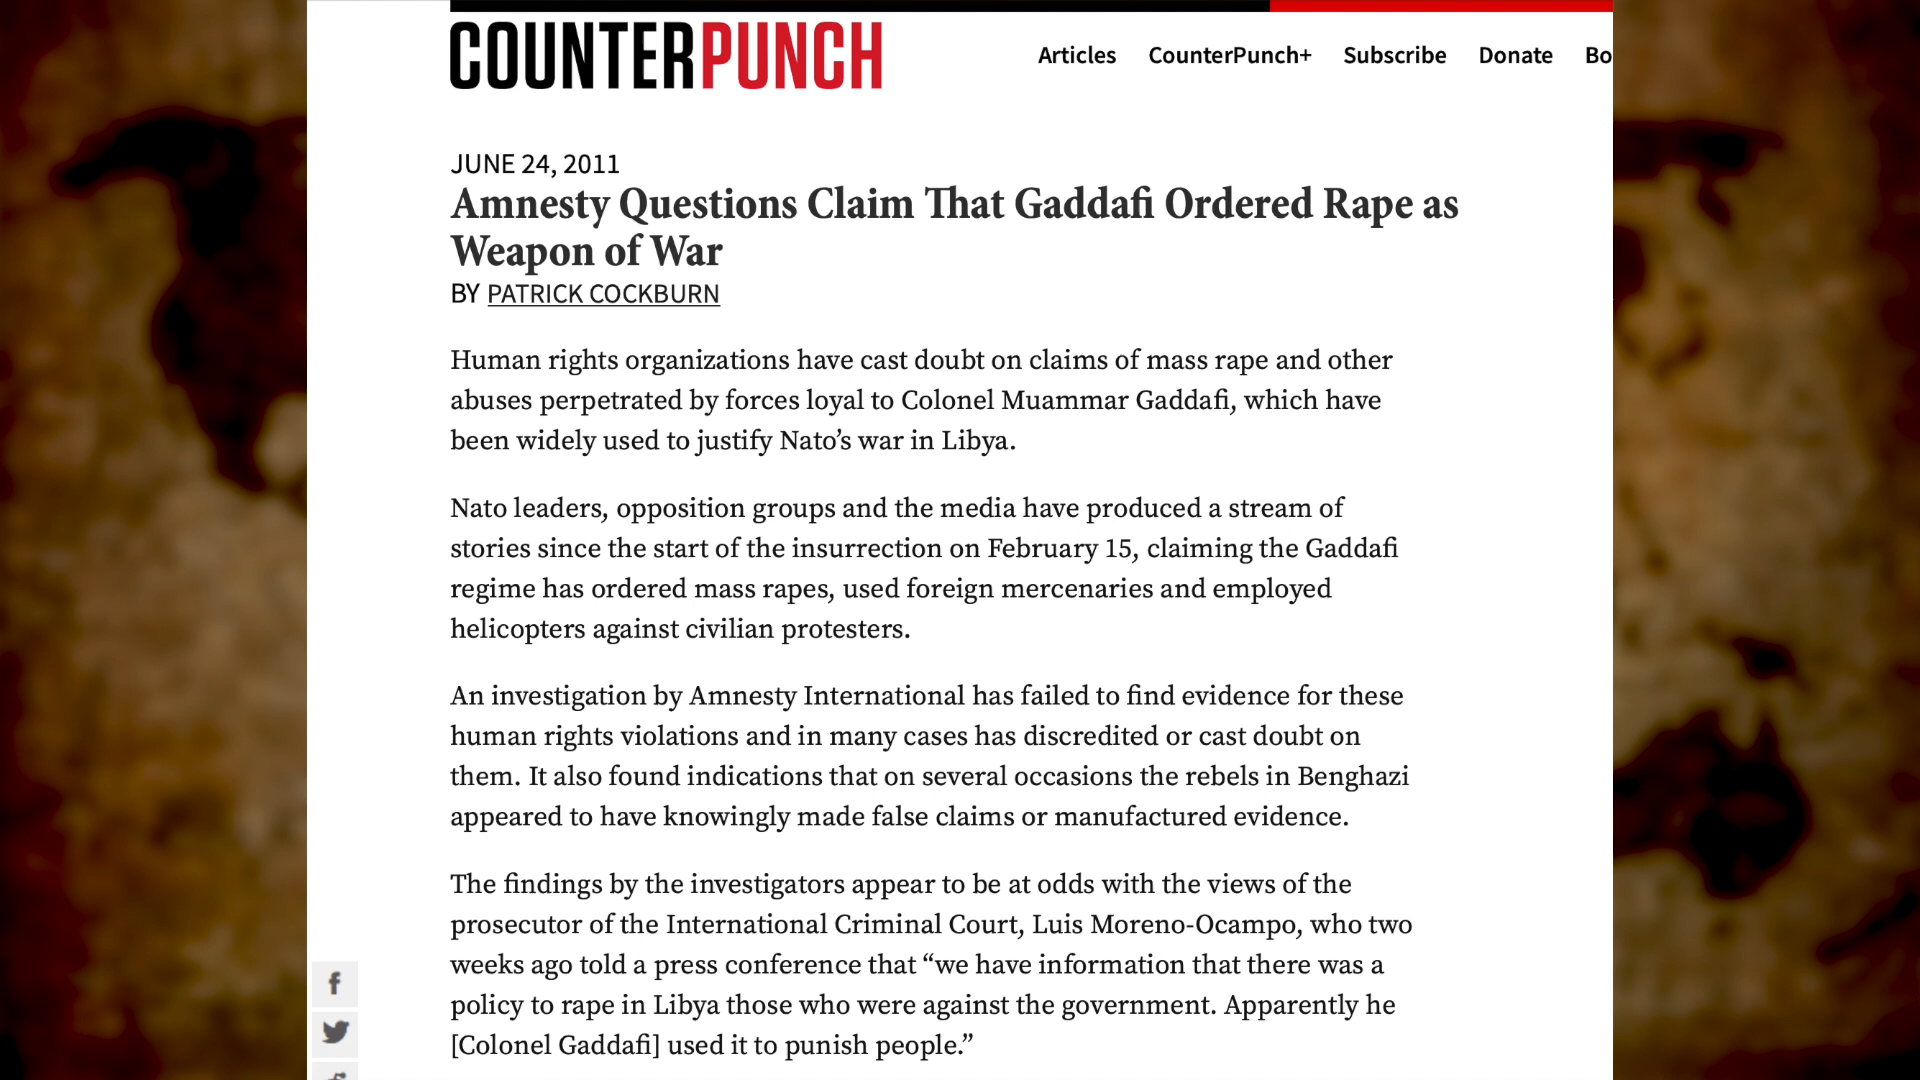 COUNTERPUNCH
Articles CounterPunch+ Subscribe Donate Bo
JUNE 24, 2011
Amnesty Questions Claim That Gaddafi Ordered Rape as
Weapon of War
BY PATRICK COCKBURN
Human rights organizations have cast doubt on claims of mass rape and other
abuses perpetrated by forces loyal to Colonel Muammar Gaddafi, which have
been widely used to justify Nato’s war in Libya.
Nato leaders, opposition groups and the media have produced a stream of
stories since the start of the insurrection on February 15, claiming the Gaddafi
regime has ordered mass rapes, used foreign mercenaries and employed
helicopters against civilian protesters.
An investigation by Amnesty International has failed to find evidence for these
human rights violations and in many cases has discredited or cast doubt on
them. It also found indications that on several occasions the rebels in Benghazi
appeared to have knowingly made false claims or manufactured evidence.
The findings by the investigators appear to be at odds with the views of the
prosecutor of the International Criminal Court, Luis Moreno-Ocampo, who two
weeks ago told a press conference that “we have information that there was a
policy to rape in Libya those who were against the government. Apparently he
[Colonel Gaddafi] used it to punish people.”